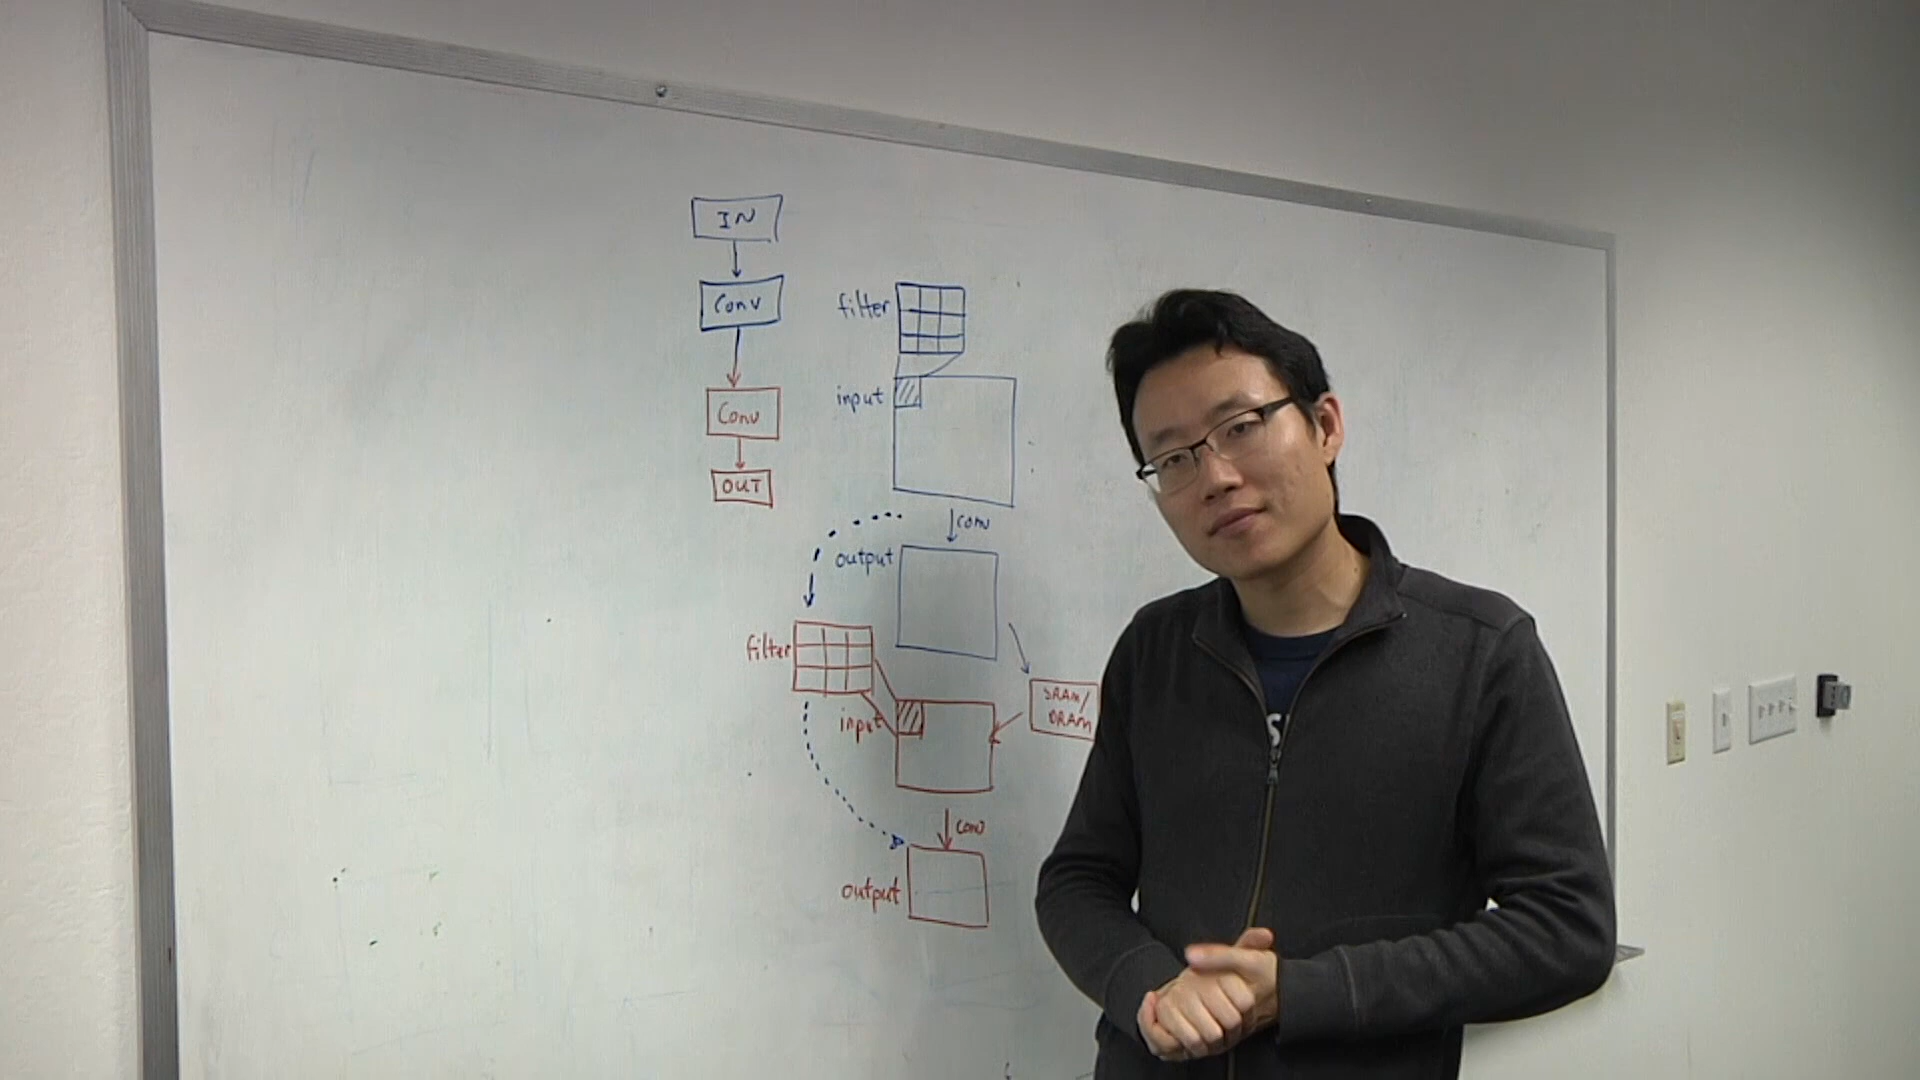 IN
Conv
Conv
OUT
filter
input
conv
output
filter
input
SRAM/
DRAM
conv
output